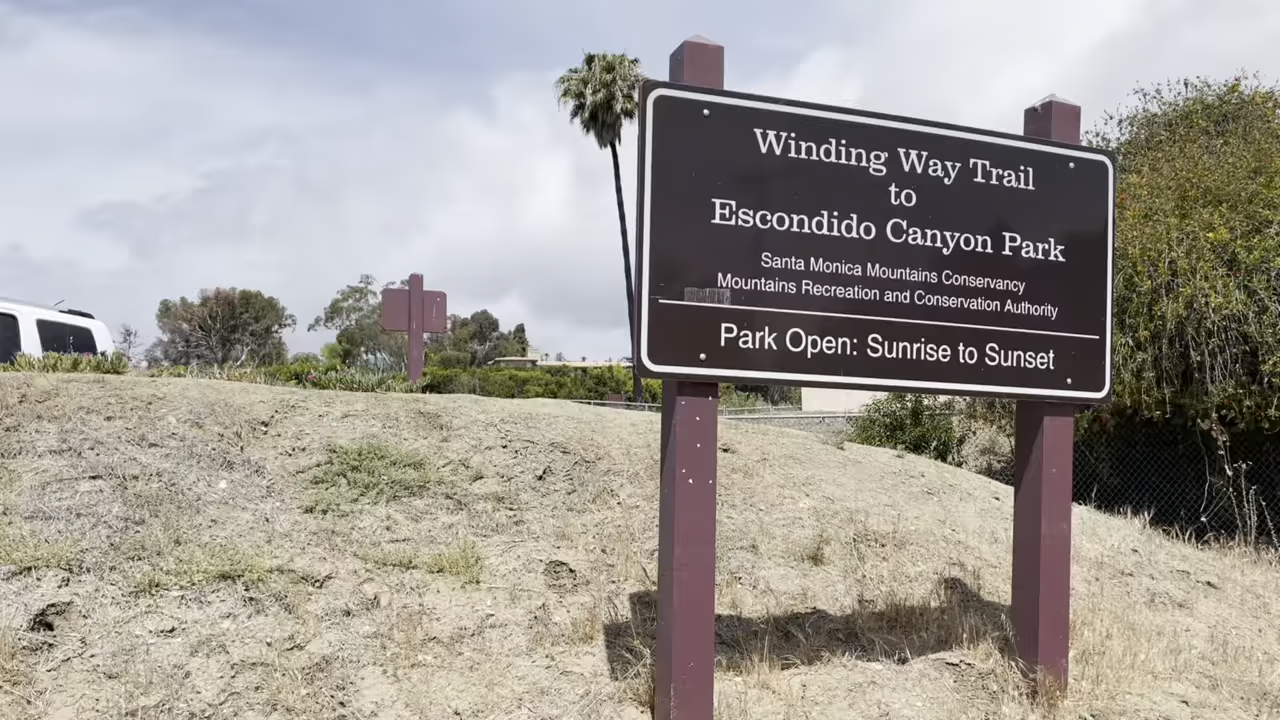 Winding Way Trail
to
Escondido Canyon Park
Santa Monica Mountains Conservancy
Mountains Recreation and Conservation Authority
Park Open: Sunrise to Sunset